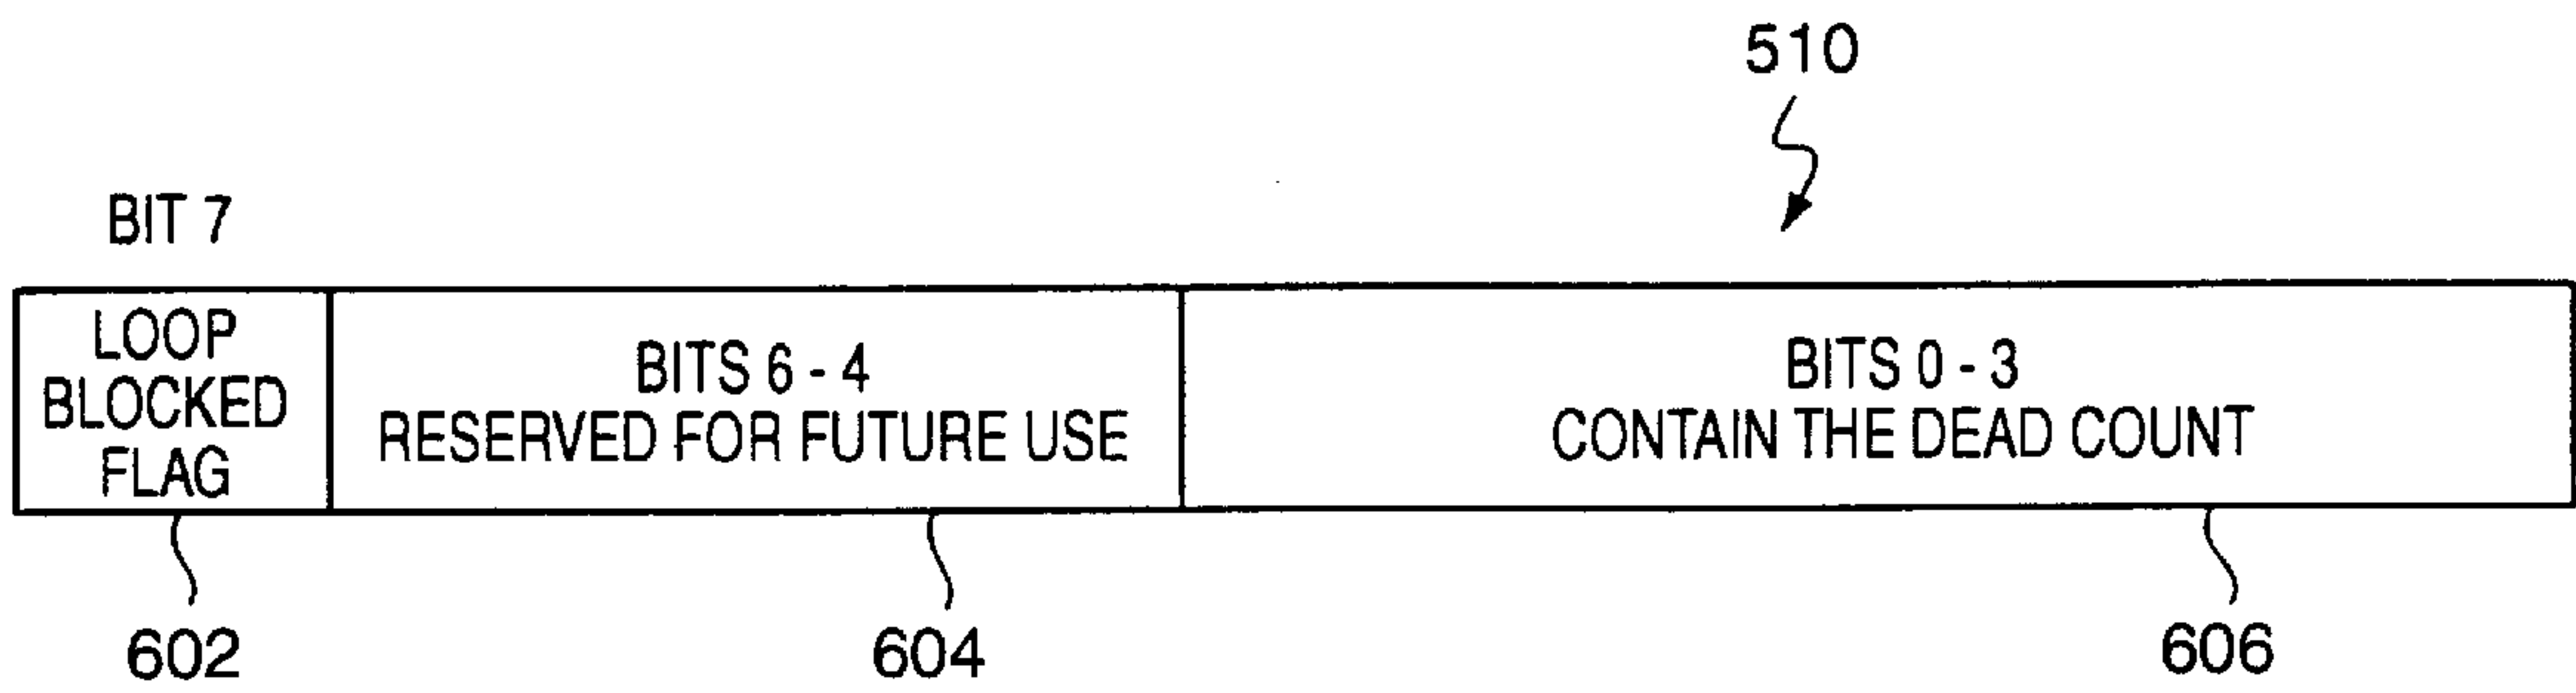 510
BIT 7
LOOP
BLOCKED
FLAG
BITS 6 - 4
RESERVED FOR FUTURE USE
BITS 0 - 3
CONTAIN THE DEAD COUNT
602
604
606